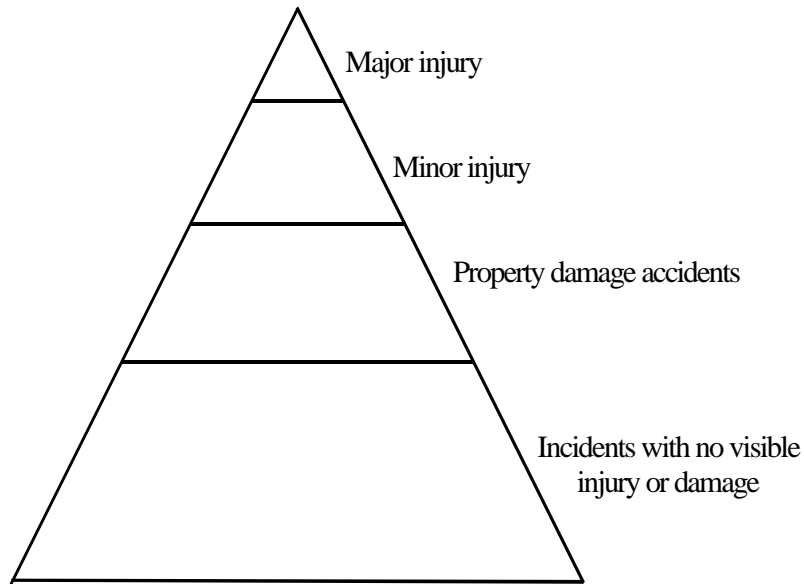 Major injury
Minor injury
Property damage accidents
Incidents with no visible
injury or damage